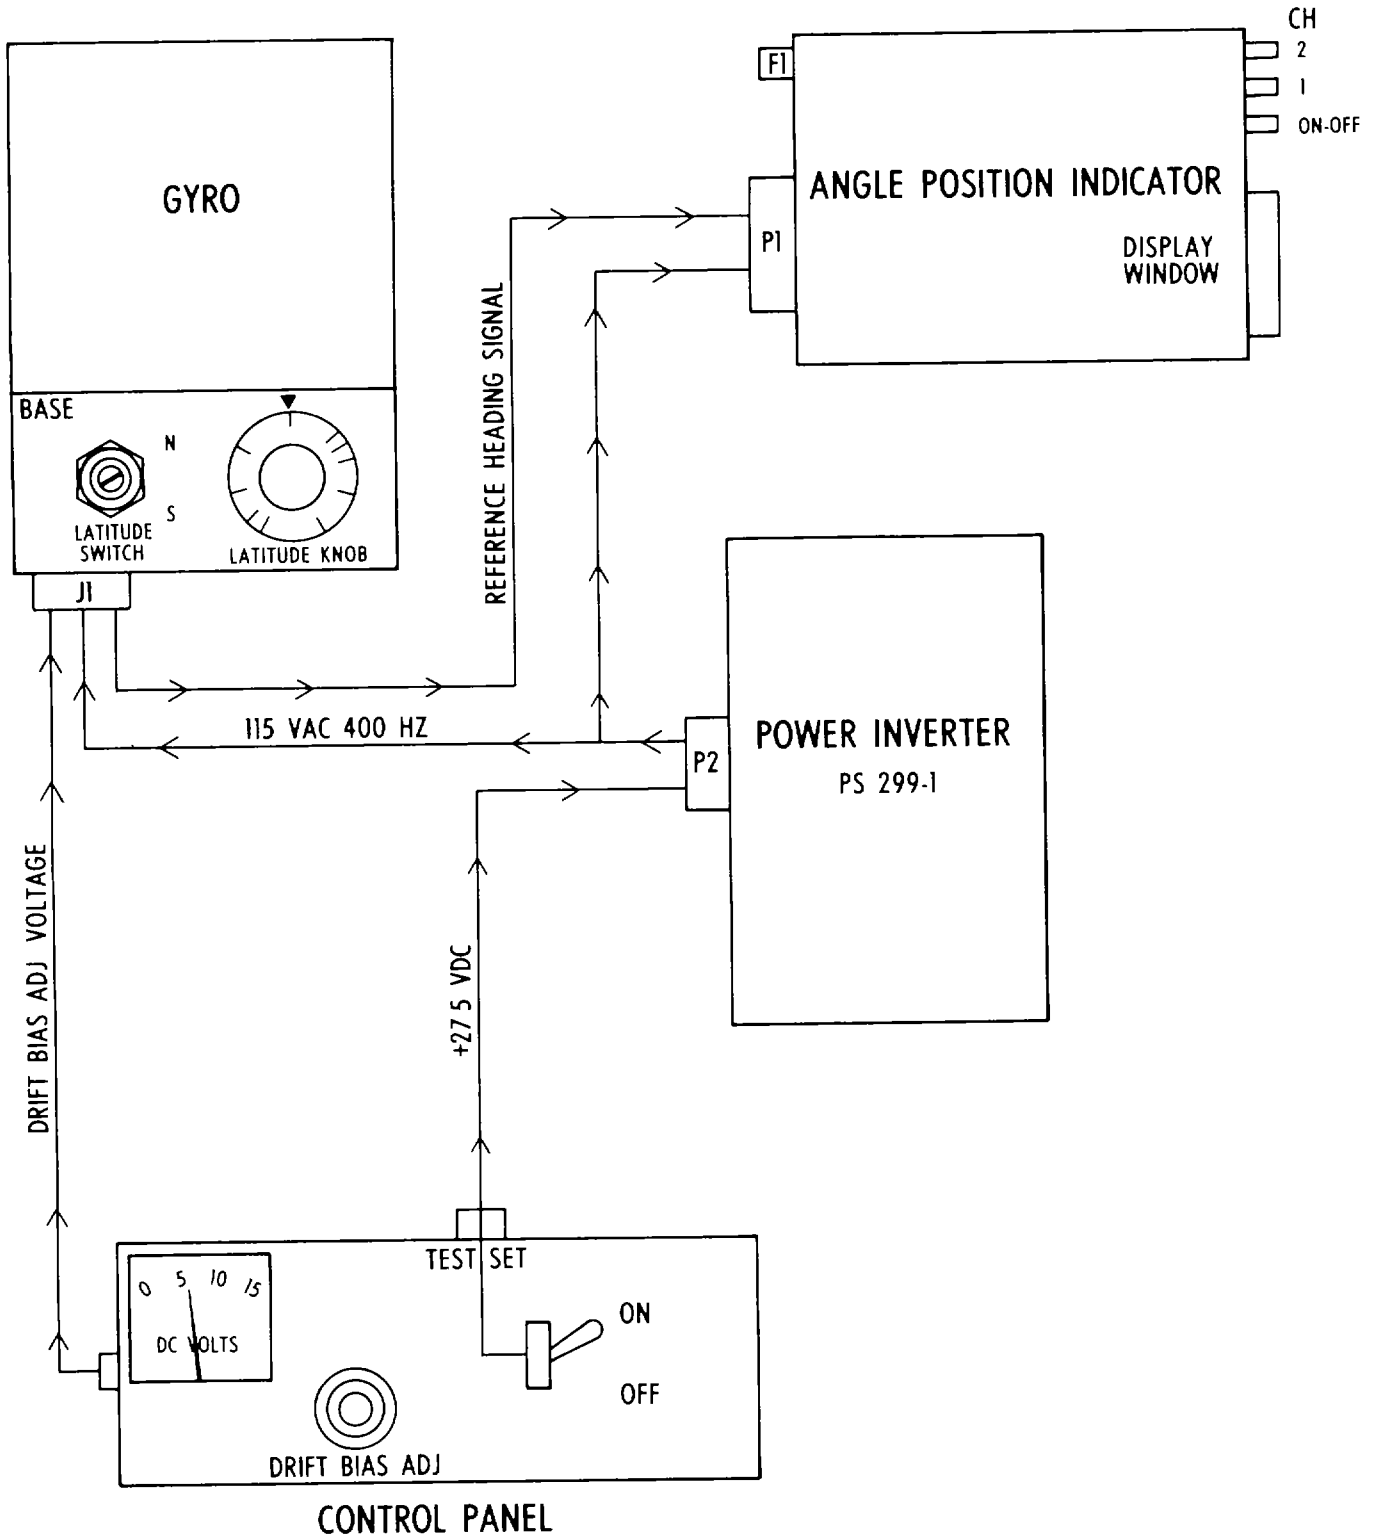 CH
2
1
ON-OFF
F1
GYRO
ANGLE POSITION INDICATOR
P1
DISPLAY
WINDOW
REFERENCE HEADING SIGNAL
BASE
N
S
LATITUDE
SWITCH
LATITUDE KNOB
J1
115 VAC 400 HZ
P2
POWER INVERTER
PS 299-1
DRIFT BIAS ADJ VOLTAGE
+27 5 VDC
TEST SET
0 5 10 15
DC VOLTS
ON
OFF
DRIFT BIAS ADJ
CONTROL PANEL